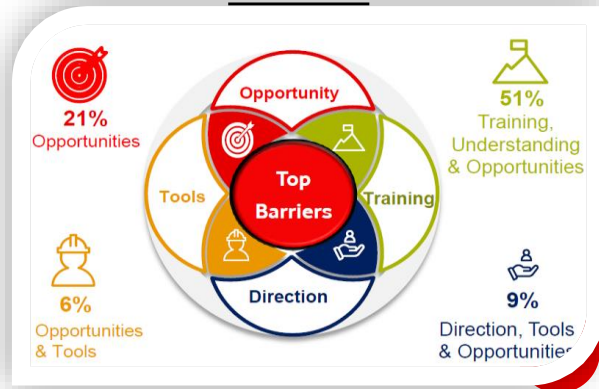 21%
Opportunities
51%
Training,
Understanding
& Opportunities
Opportunity
Tools
Top
Barriers
Training
Direction
6%
Opportunities
& Tools
9%
Direction, Tools
& Opportunities